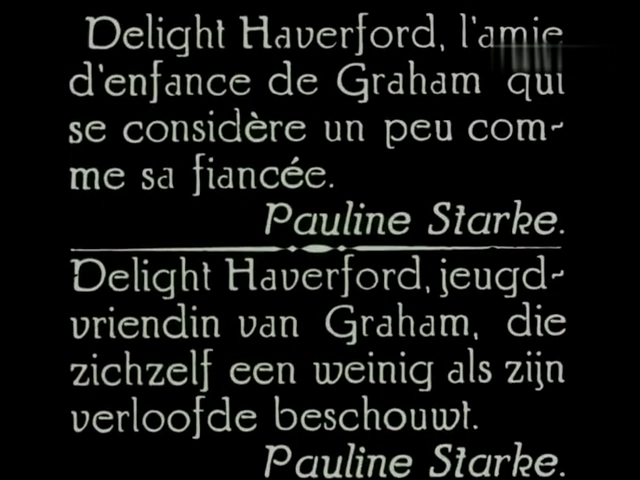 Delight Haverford, l'amie
d'enfance de Graham qui
se considère un peu com-
me sa fiancée.
Pauline Starke.
Delight Haverford, jeugd-
vriendin van Graham, die
zichzelf een weinig als zijn
verloofde beschouwt.
Pauline Starke.